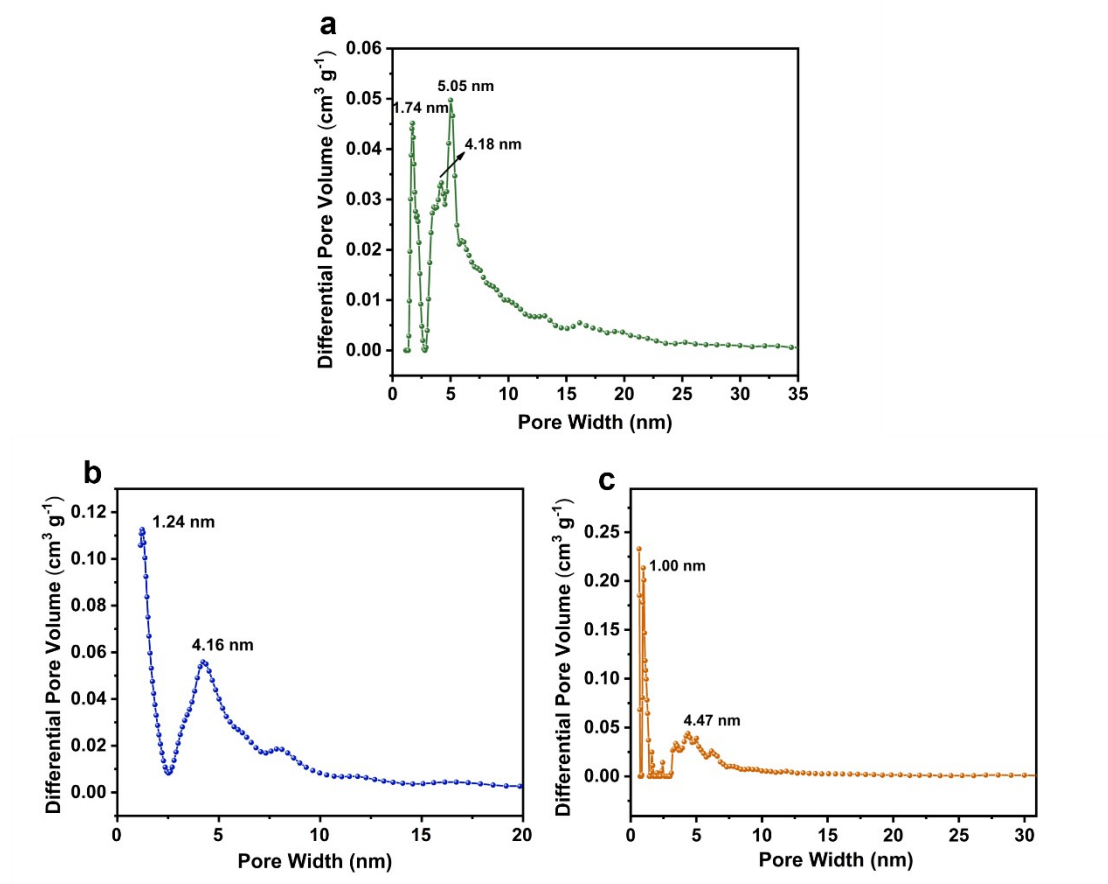 a
Differential Pore Volume (cm³ g⁻¹)
0.06
0.05
0.04
0.03
0.02
0.01
0.00
1.74 nm
5.05 nm
4.18 nm
0 5 10 15 20 25 30 35
Pore Width (nm)
b
Differential Pore Volume (cm³ g⁻¹)
0.12
0.10
0.08
0.06
0.04
0.02
0.00
1.24 nm
4.16 nm
0 5 10 15 20
Pore Width (nm)
c
Differential Pore Volume (cm³ g⁻¹)
0.25
0.20
0.15
0.10
0.05
0.00
1.00 nm
4.47 nm
0 5 10 15 20 25 30
Pore Width (nm)